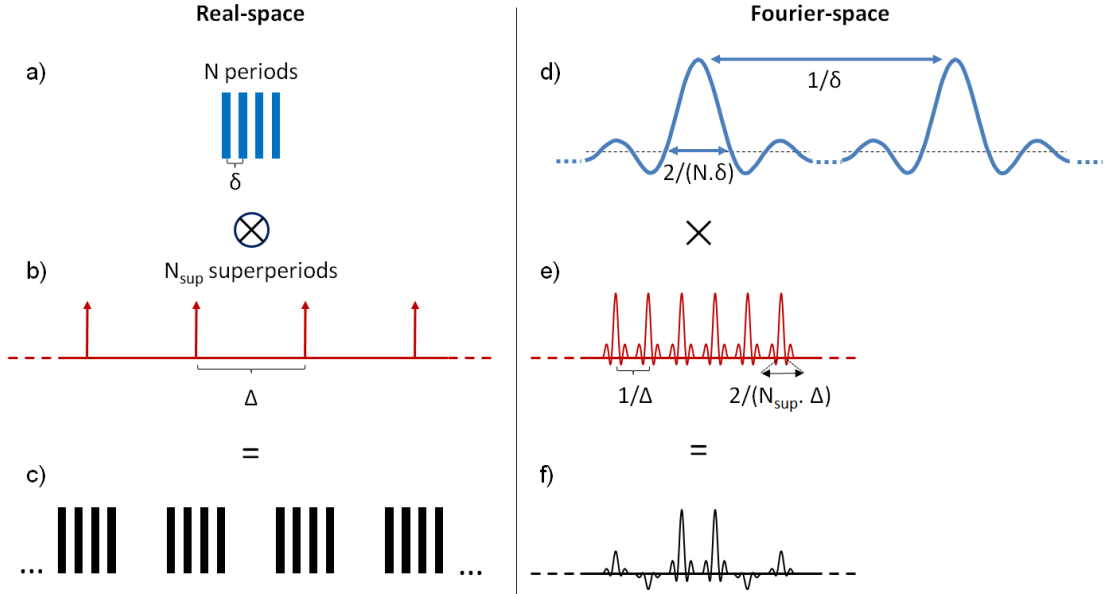 Real-space
a)
N periods
δ
b)
N_sup superperiods
Δ
=
c)
... ...
Fourier-space
d)
1/δ
2/(N.δ)
×
e)
1/Δ
2/(N_sup. Δ)
=
f)